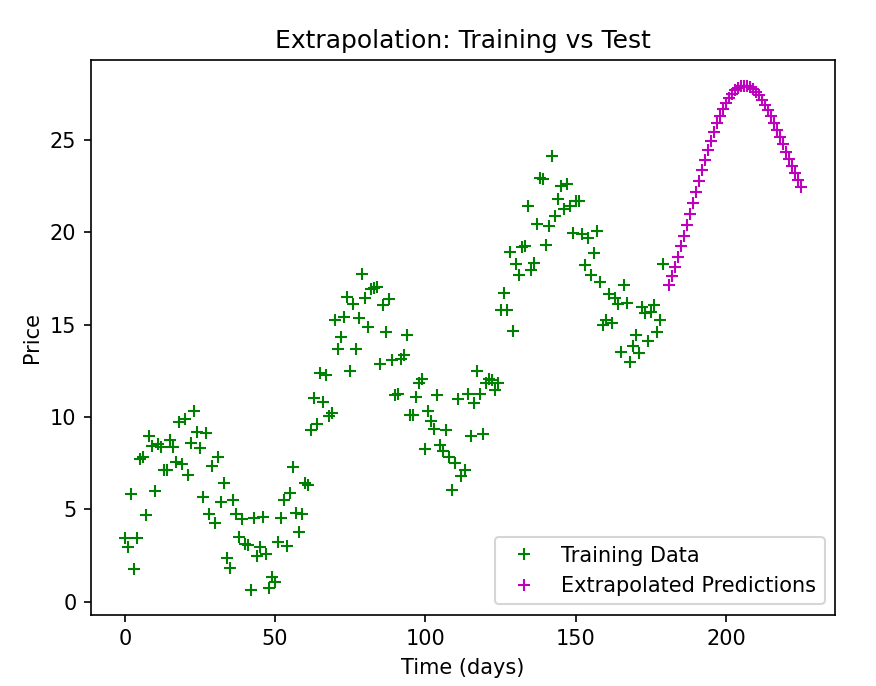 Extrapolation: Training vs Test
Price
25
20
15
10
5
0
Training Data
Extrapolated Predictions
0 50 100 150 200
Time (days)